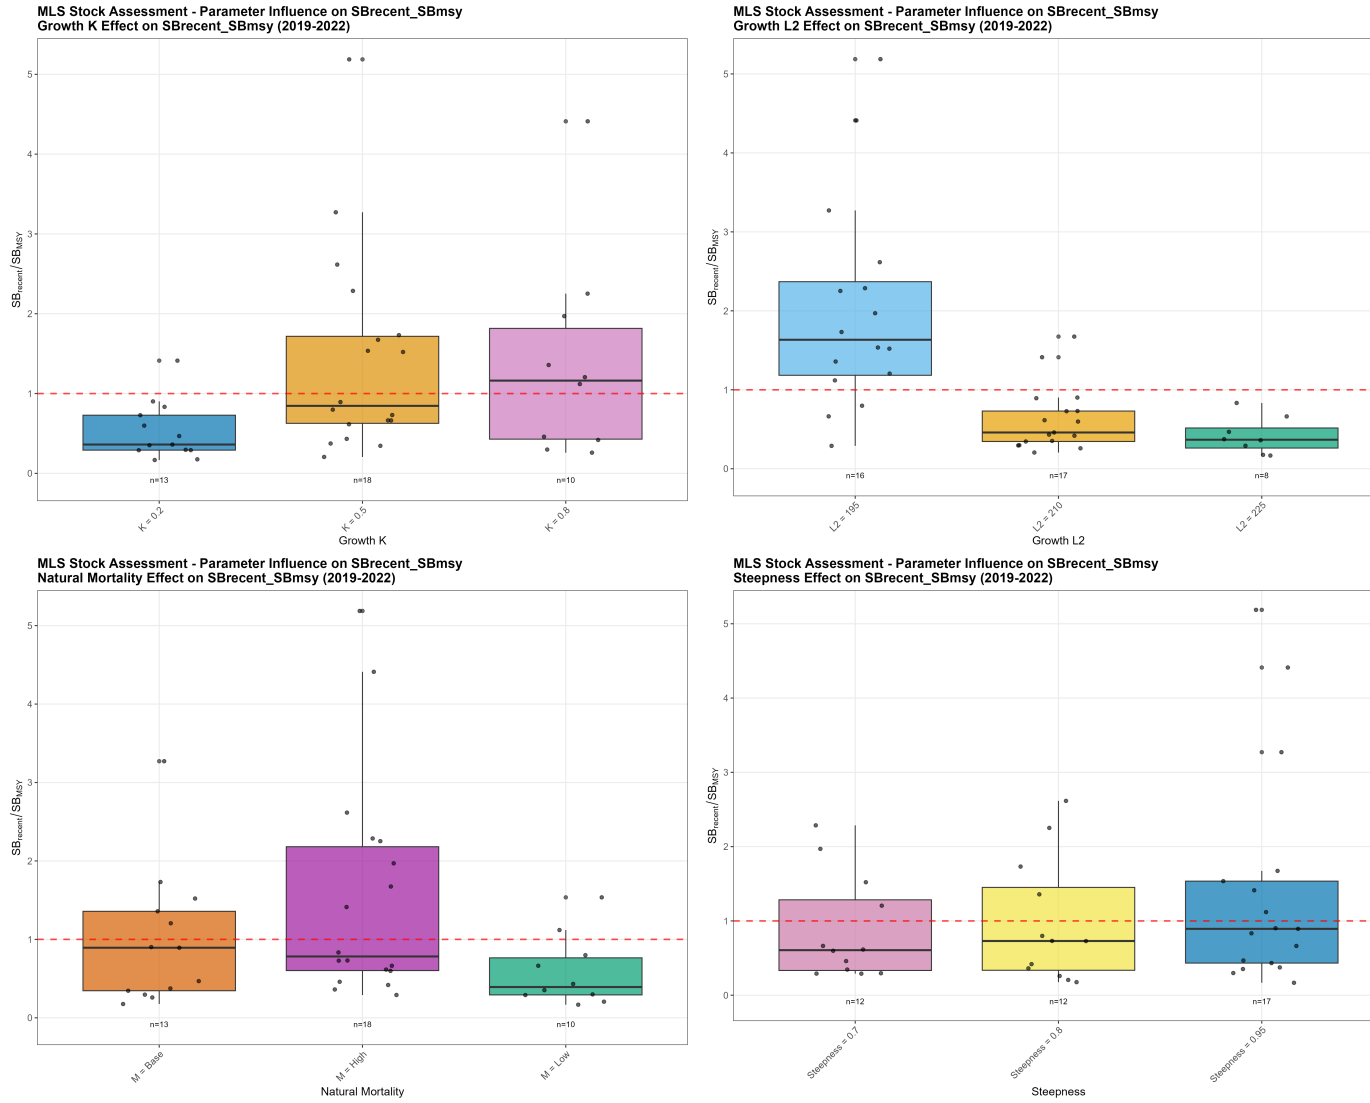 MLS Stock Assessment - Parameter Influence on SBrecent_SBmsy
Growth K Effect on SBrecent_SBmsy (2019-2022)
5
4
3
2
1
0
SBrecent/SBMSY
n=13
n=18
n=10
K = 0.2
K = 0.5
K = 0.8
Growth K
MLS Stock Assessment - Parameter Influence on SBrecent_SBmsy
Growth L2 Effect on SBrecent_SBmsy (2019-2022)
5
4
3
2
1
0
SBrecent/SBMSY
n=16
n=17
n=8
L2 = 195
L2 = 210
L2 = 225
Growth L2
MLS Stock Assessment - Parameter Influence on SBrecent_SBmsy
Natural Mortality Effect on SBrecent_SBmsy (2019-2022)
5
4
3
2
1
0
SBrecent/SBMSY
n=13
n=18
n=10
M = Base
M = High
M = Low
Natural Mortality
MLS Stock Assessment - Parameter Influence on SBrecent_SBmsy
Steepness Effect on SBrecent_SBmsy (2019-2022)
5
4
3
2
1
0
SBrecent/SBMSY
n=12
n=12
n=17
Steepness = 0.7
Steepness = 0.8
Steepness = 0.95
Steepness